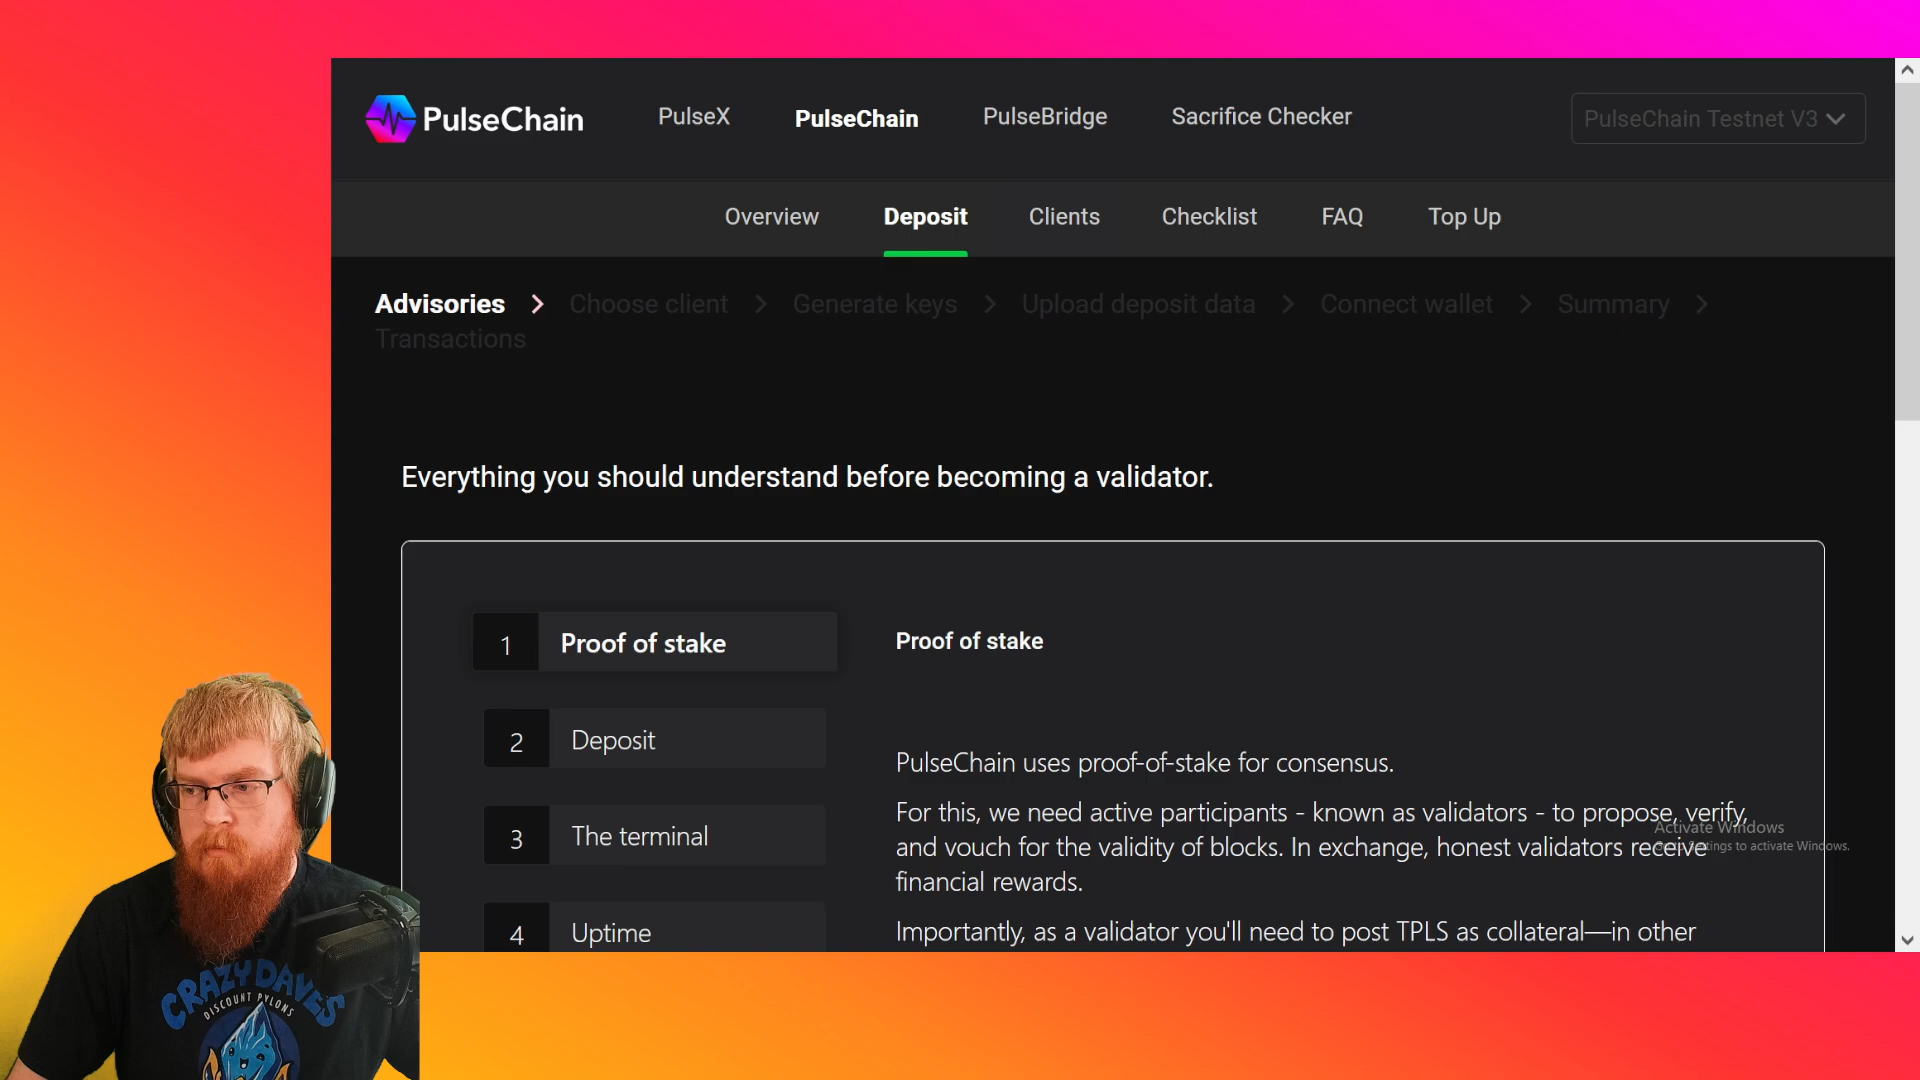 PulseChain PulseX PulseChain PulseBridge Sacrifice Checker PulseChain Testnet V3
Overview Deposit Clients Checklist FAQ Top Up
Advisories Choose client Generate keys Upload deposit data Connect wallet Summary
Transactions
Everything you should understand before becoming a validator.
1 Proof of stake
2 Deposit
3 The terminal
4 Uptime
Proof of stake
PulseChain uses proof-of-stake for consensus.
For this, we need active participants - known as validators - to propose, verify,
and vouch for the validity of blocks. In exchange, honest validators receive
financial rewards.
Importantly, as a validator you'll need to post TPLS as collateral—in other
Activate Windows
Settings to activate Windows.
CRAZY DAVE'S
DISCOUNT PYLONS